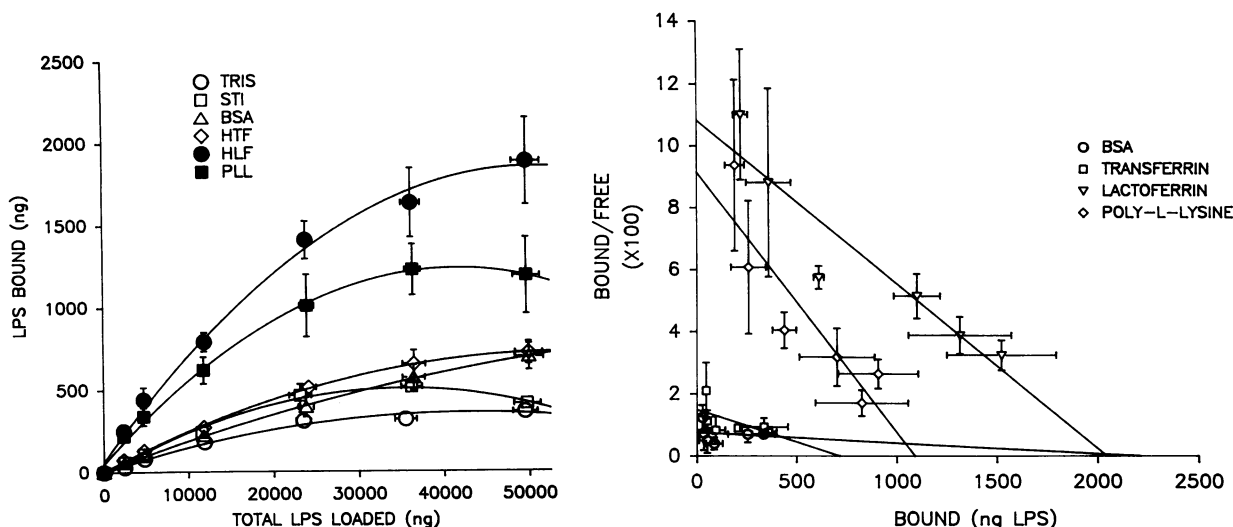 2500
2000
1500
1000
500
0
LPS BOUND (ng)
TRIS
STI
BSA
HTF
HLF
PLL
0 10000 20000 30000 40000 50000
TOTAL LPS LOADED (ng)
14
12
10
8
6
4
2
0
BOUND/FREE
(X100)
BSA
TRANSFERRIN
LACTOFERRIN
POLY-L-LYSINE
0 500 1000 1500 2000 2500
BOUND (ng LPS)